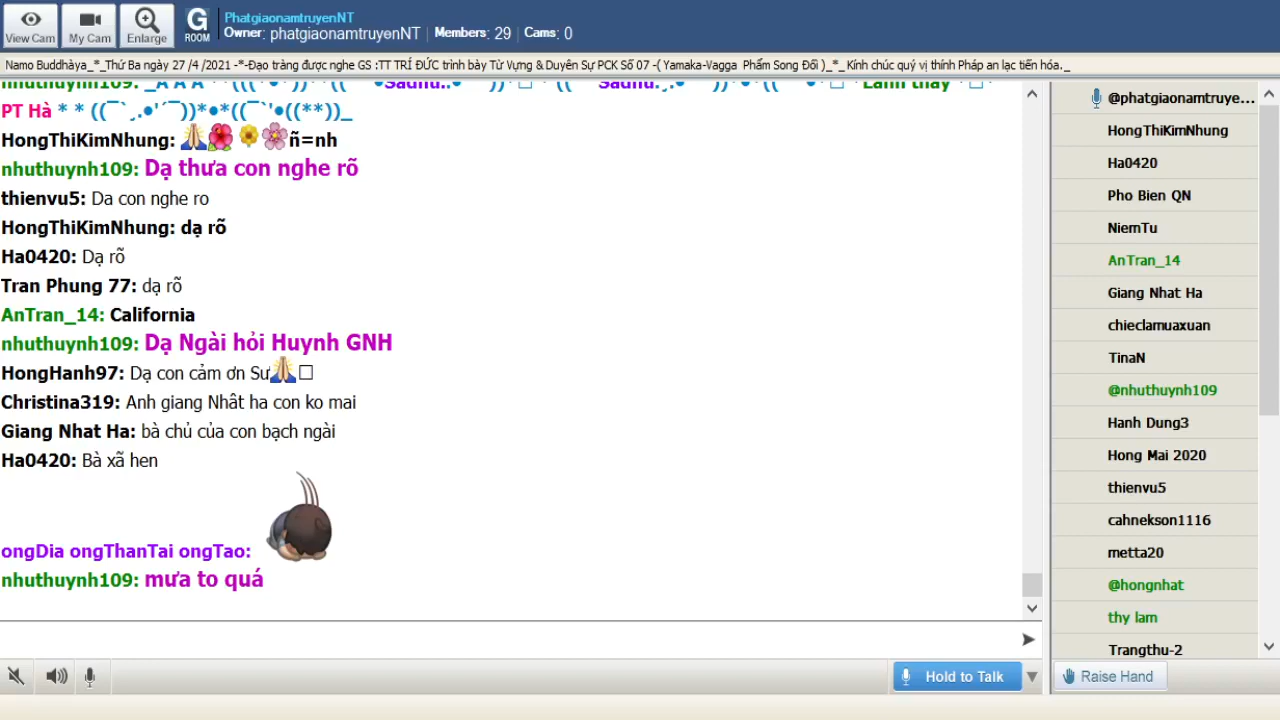 View Cam
My Cam
Enlarge
G
ROOM
PhatgiaonamtruyenNT
Owner: phatgiaonamtruyenNT | Members: 29 | Cams: 0
Namo Buddhàya_*_Thứ Ba ngày 27 /4 /2021 -*-Đạo tràng được nghe GS :TT TRÍ ĐỨC trình bày Từ Vựng & Duyên Sự PCK Số 07 -( Yamaka-Vagga Phẩm Song Đối )_*_ Kính chúc quý vị thính Pháp an lạc tiến hóa._
nhuthuynh109:
PT Hà * * ((¯`¸.●'´¯))*●*((¯`'●((**))_
HongThiKimNhung: 🙏🌺🌼🌸ñ=nh
nhuthuynh109: Dạ thưa con nghe rõ
thienvu5: Da con nghe ro
HongThiKimNhung: dạ rõ
Ha0420: Dạ rõ
Tran Phung 77: dạ rõ
AnTran_14: California
nhuthuynh109: Dạ Ngài hỏi Huynh GNH
HongHanh97: Dạ con cảm ơn Sư🙏□
Christina319: Anh giang Nhât ha con ko mai
Giang Nhat Ha: bà chủ của con bạch ngài
Ha0420: Bà xã hen
ongDia ongThanTai ongTao:
nhuthuynh109: mưa to quá
@phatgiaonamtruye...
HongThiKimNhung
Ha0420
Pho Bien QN
NiemTu
AnTran_14
Giang Nhat Ha
chieclamuaxuan
TinaN
@nhuthuynh109
Hanh Dung3
Hong Mai 2020
thienvu5
cahnekson1116
metta20
@hongnhat
thy lam
Trangthu-2
Hold to Talk
Raise Hand